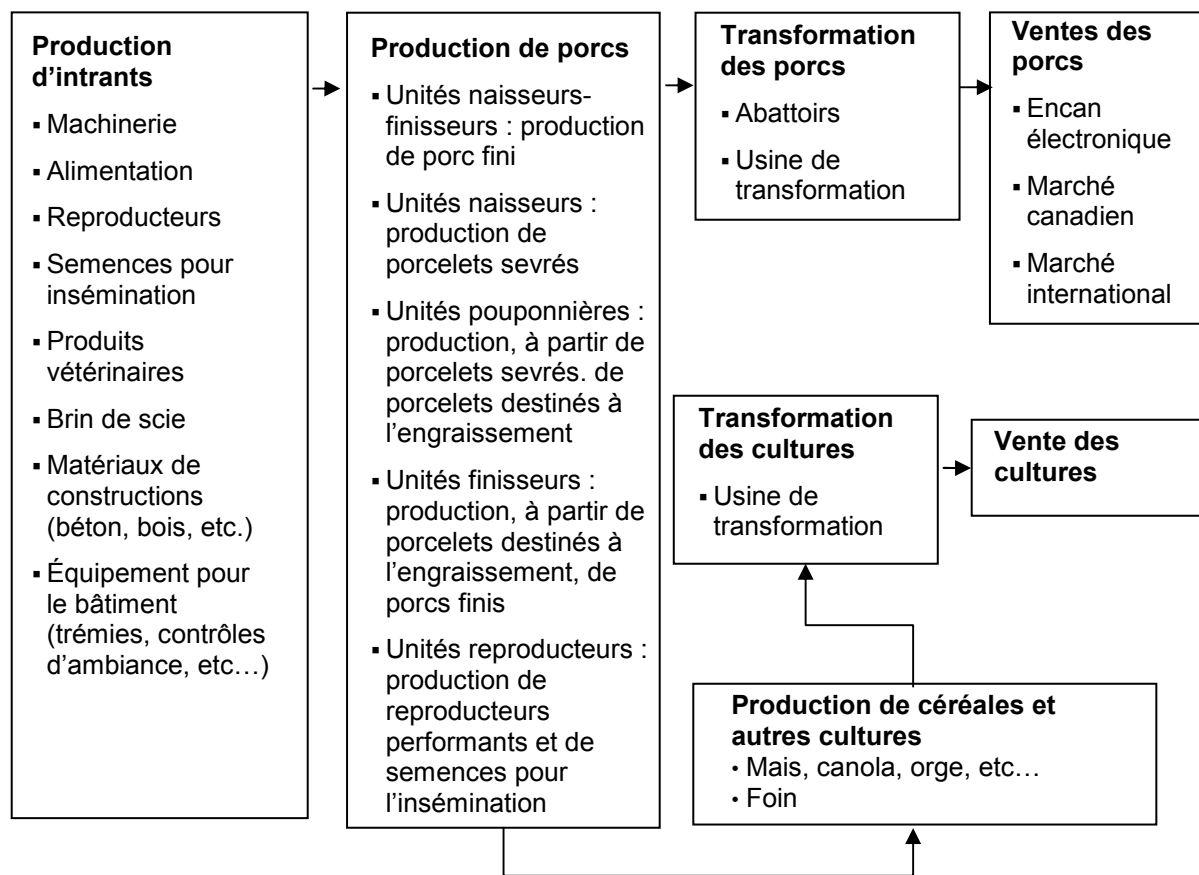 Production
d’intrants
▪ Machinerie
▪ Alimentation
▪ Reproducteurs
▪ Semences pour
insémination
▪ Produits
vétérinaires
▪ Brin de scie
▪ Matériaux de
constructions
(béton, bois, etc.)
▪ Équipement pour
le bâtiment
(trémies, contrôles
d’ambiance, etc…)
Production de porcs
▪ Unités naisseurs-
finisseurs : production
de porc fini
▪ Unités naisseurs :
production de
porcelets sevrés
▪ Unités pouponnières :
production, à partir de
porcelets sevrés. de
porcelets destinés à
l’engraissement
▪ Unités finisseurs :
production, à partir de
porcelets destinés à
l’engraissement, de
porcs finis
▪ Unités reproducteurs :
production de
reproducteurs
performants et de
semences pour
l’insémination
Transformation
des porcs
▪ Abattoirs
▪ Usine de
transformation
Ventes des
porcs
▪ Encan
électronique
▪ Marché
canadien
▪ Marché
international
Transformation
des cultures
▪ Usine de
transformation
Vente des
cultures
Production de céréales et
autres cultures
• Mais, canola, orge, etc…
• Foin